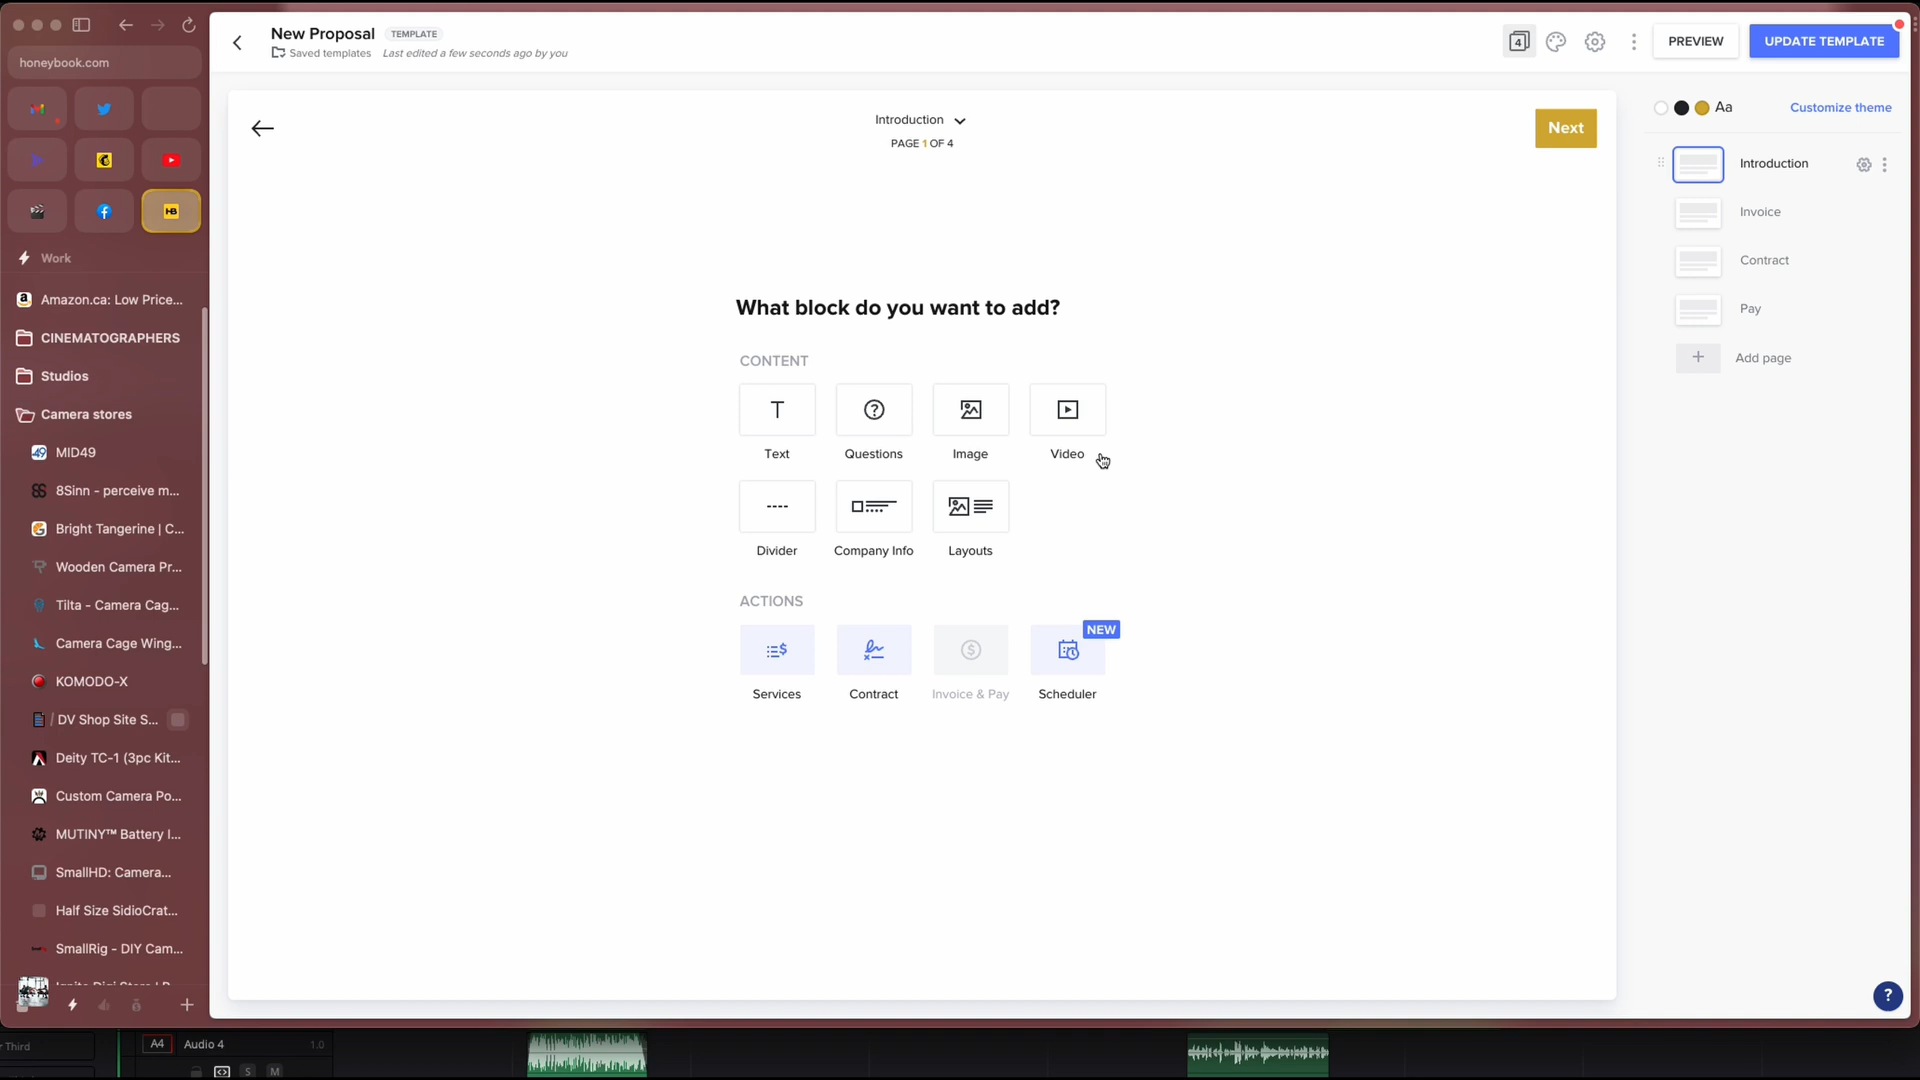 New Proposal
TEMPLATE
Saved templates
Last edited a few seconds ago by you
4
PREVIEW
UPDATE TEMPLATE
honeybook.com
HB
Work
Amazon.ca: Low Price...
CINEMATOGRAPHERS
Studios
Camera stores
MID49
8Sinn - perceive m...
Bright Tangerine | C...
Wooden Camera Pr...
Tilta - Camera Cag...
Camera Cage Wing...
KOMODO-X
/ DV Shop Site S...
Deity TC-1 (3pc Kit...
Custom Camera Po...
MUTINY™ Battery I...
SmallHD: Camera...
Half Size SidioCrat...
SmallRig - DIY Cam...
Introduction
PAGE 1 OF 4
Next
What block do you want to add?
CONTENT
Text
Questions
Image
Video
Divider
Company Info
Layouts
ACTIONS
NEW
Services
Contract
Invoice & Pay
Scheduler
Aa
Customize theme
Introduction
Invoice
Contract
Pay
Add page
?
Third
A4
Audio 4
1.0
S
M